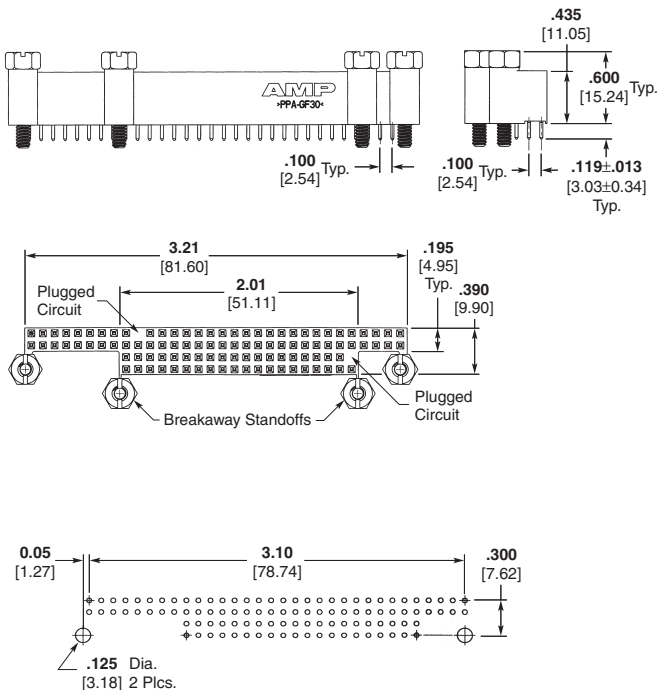 .435
[11.05]
AMP
>PPA-GF30<
.600
[15.24] Typ.
.100
[2.54] Typ.
.100
[2.54] Typ.
.119±.013
[3.03±0.34]
Typ.
3.21
[81.60]
.195
[4.95]
Typ.
2.01
[51.11]
.390
[9.90]
Plugged
Circuit
Plugged
Circuit
Breakaway Standoffs
0.05
[1.27]
3.10
[78.74]
.300
[7.62]
.125 Dia.
[3.18] 2 Plcs.